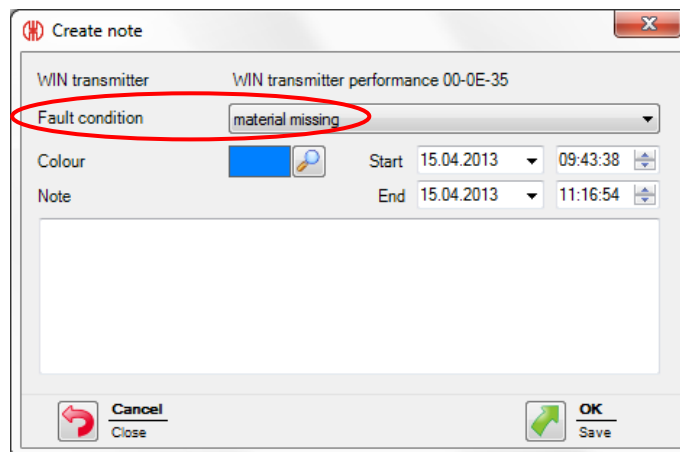 Create note
WIN transmitter WIN transmitter performance 00-0E-35
Fault condition material missing
Colour Start 15.04.2013 09:43:38
Note End 15.04.2013 11:16:54
Cancel OK
Close Save